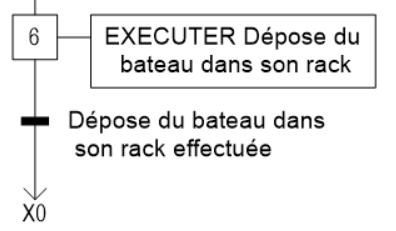 6
EXECUTER Dépose du
bateau dans son rack
Dépose du bateau dans
son rack effectuée
X0